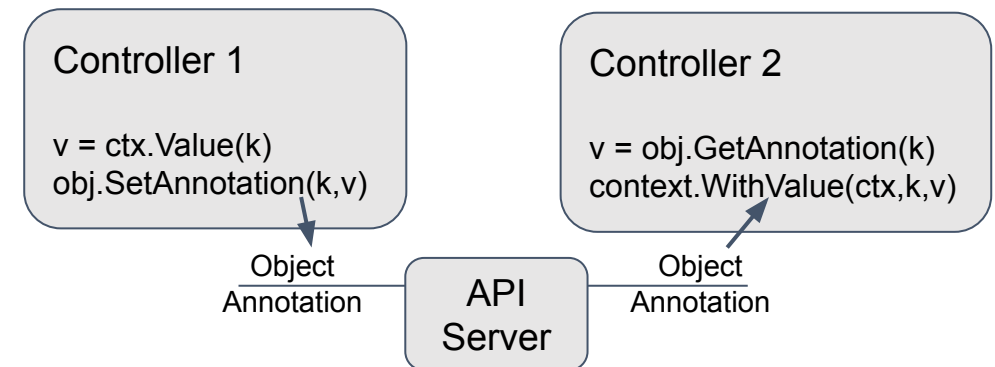 Controller 1
v = ctx.Value(k)
obj.SetAnnotation(k,v)
Controller 2
v = obj.GetAnnotation(k)
context.WithValue(ctx,k,v)
Object
Annotation
API
Server
Object
Annotation